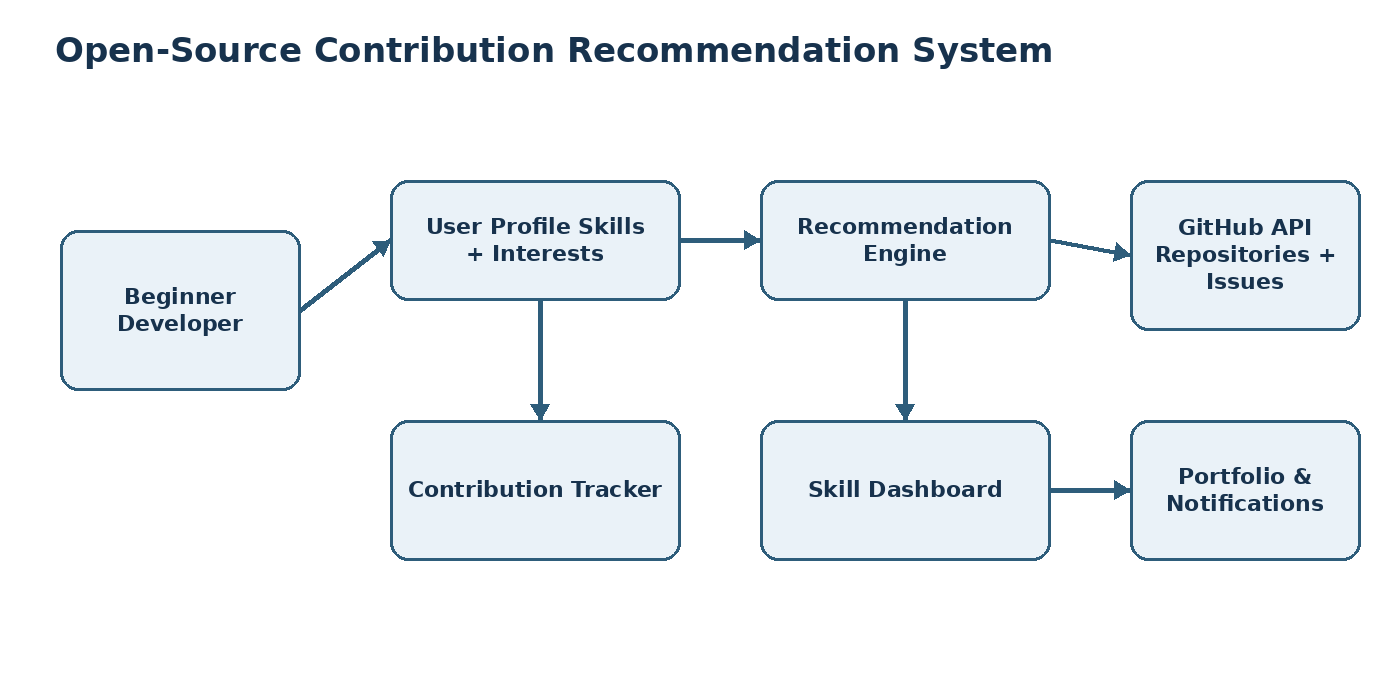 Open-Source Contribution Recommendation System
Beginner
Developer
User Profile Skills
+ Interests
Recommendation
Engine
GitHub API
Repositories +
Issues
Contribution Tracker
Skill Dashboard
Portfolio &
Notifications